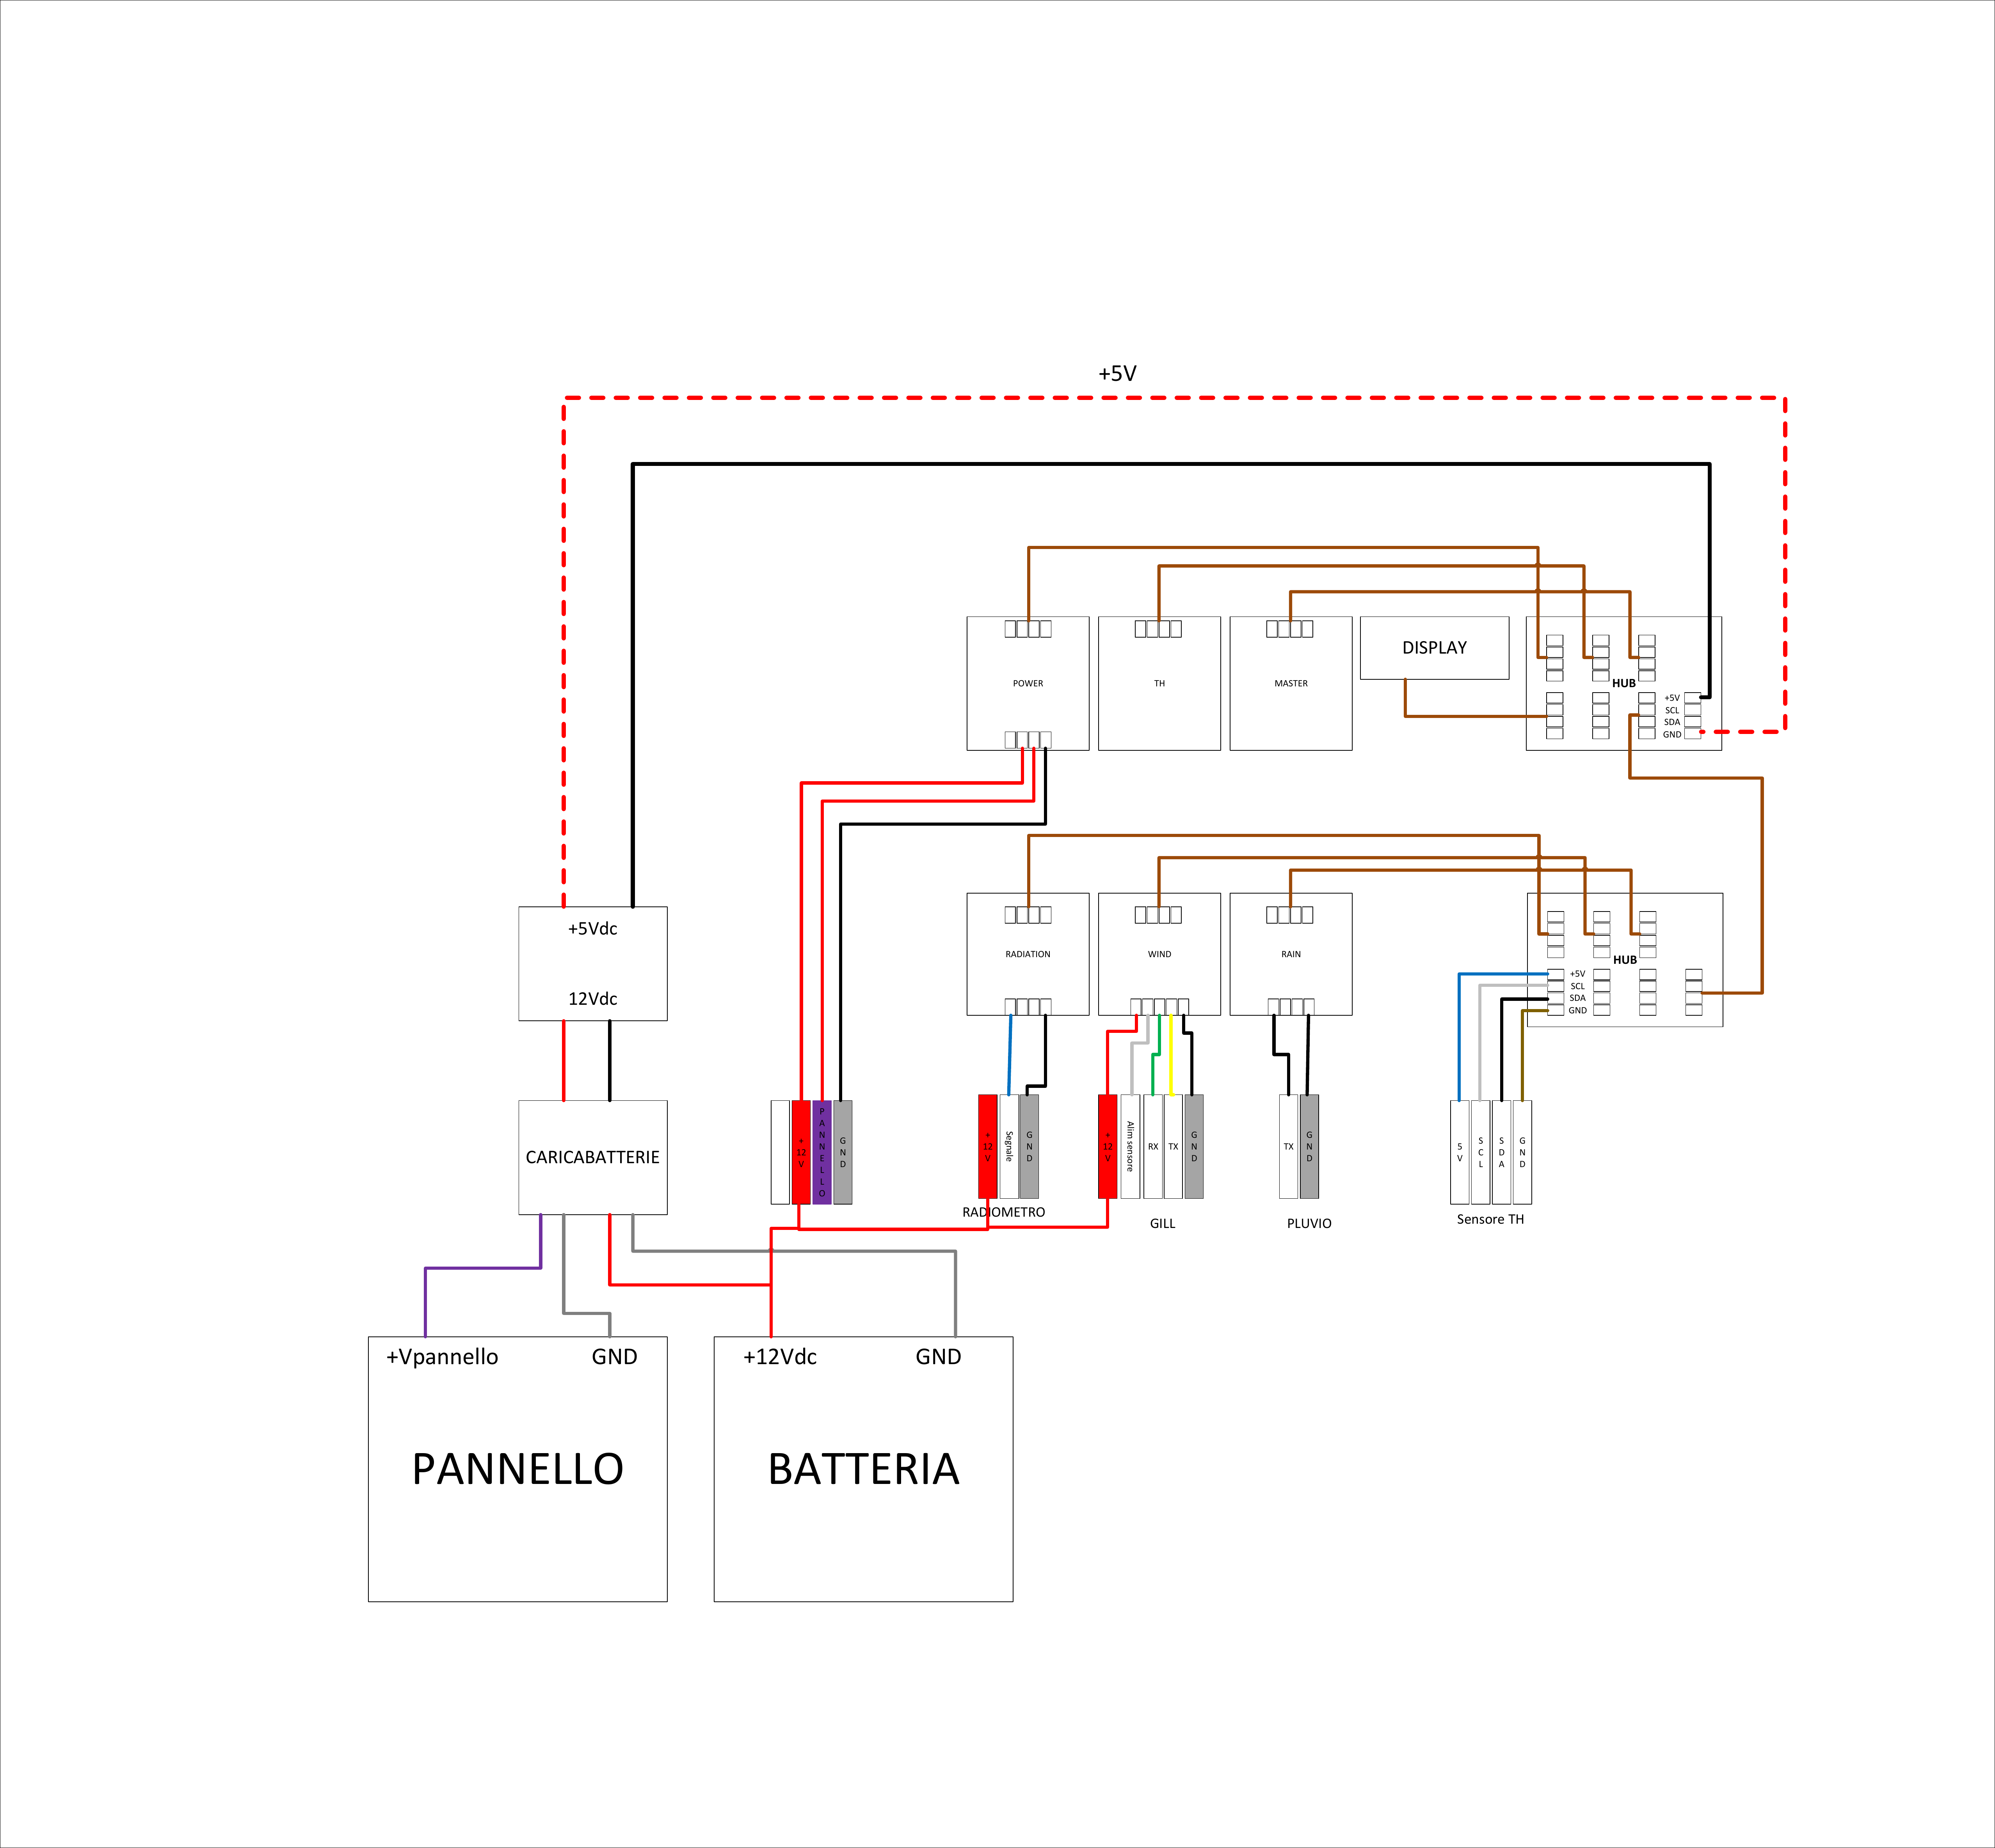 +5V
DISPLAY
POWER
TH
MASTER
HUB
+5V
SCL
SDA
GND
+5Vdc
12Vdc
RADIATION
WIND
RAIN
HUB
+5V
SCL
SDA
GND
CARICABATTERIE
+12V
PANNELLO
GND
+12V
Segnale
GND
RADIOMETRO
+12V
Alim sensore
RX
TX
GND
GILL
TX
GND
PLUVIO
5V
SCL
SDA
GND
Sensore TH
+Vpannello
GND
PANNELLO
+12Vdc
GND
BATTERIA